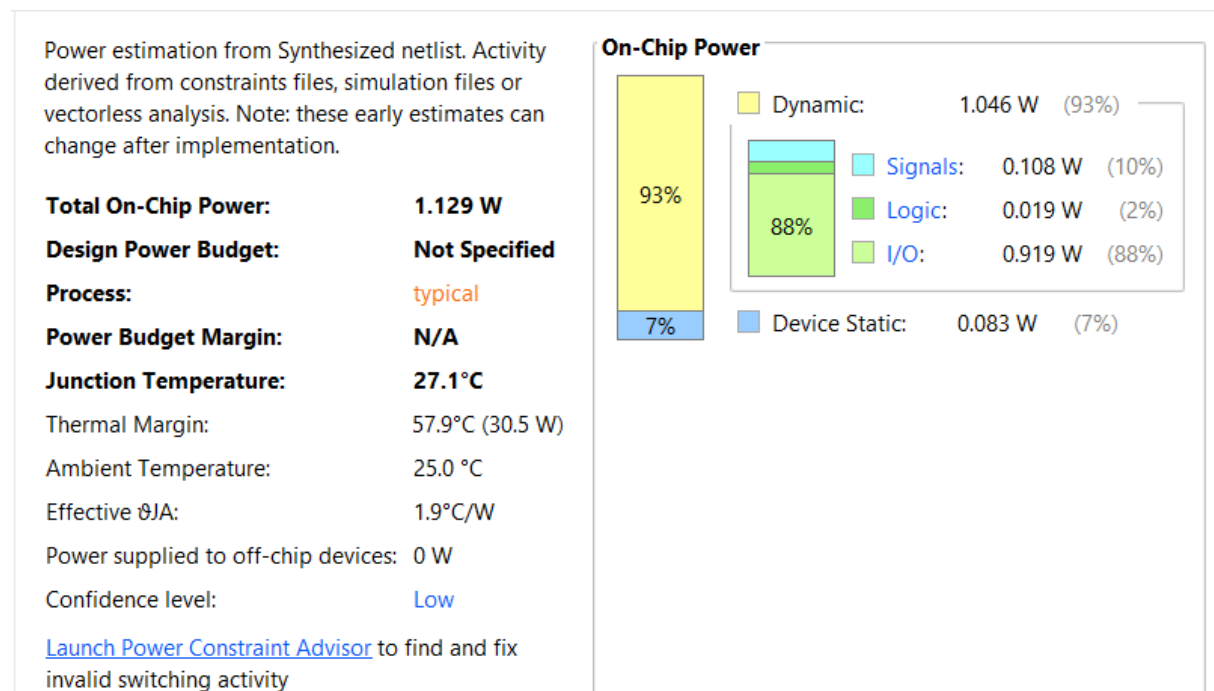 Power estimation from Synthesized netlist. Activity
derived from constraints files, simulation files or
vectorless analysis. Note: these early estimates can
change after implementation.
Total On-Chip Power: 1.129 W
Design Power Budget: Not Specified
Process: typical
Power Budget Margin: N/A
Junction Temperature: 27.1°C
Thermal Margin: 57.9°C (30.5 W)
Ambient Temperature: 25.0 °C
Effective ϑJA: 1.9°C/W
Power supplied to off-chip devices: 0 W
Confidence level: Low
Launch Power Constraint Advisor to find and fix
invalid switching activity
On-Chip Power
93%
7%
Dynamic: 1.046 W (93%)
88%
Signals: 0.108 W (10%)
Logic: 0.019 W (2%)
I/O: 0.919 W (88%)
Device Static: 0.083 W (7%)